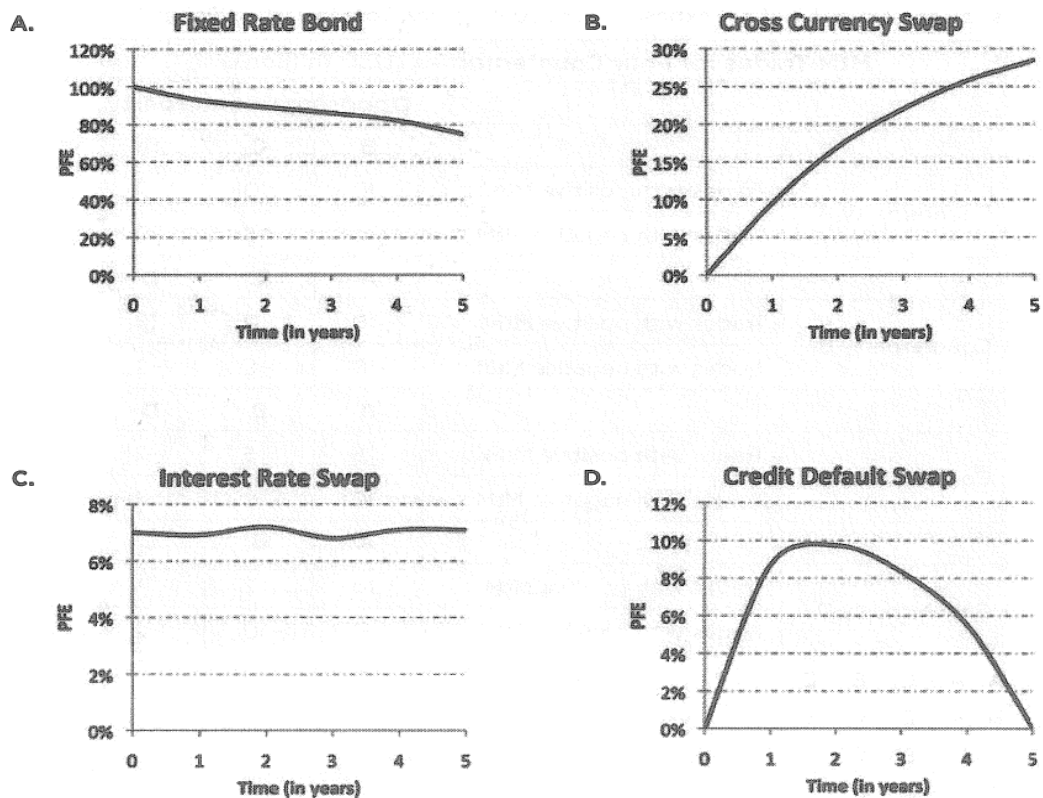 A. Fixed Rate Bond
120%
100%
80%
60%
40%
20%
0%
PFE
0 1 2 3 4 5
Time (in years)
B. Cross Currency Swap
30%
25%
20%
15%
10%
5%
0%
PFE
0 1 2 3 4 5
Time (in years)
C. Interest Rate Swap
8%
6%
4%
2%
0%
PFE
0 1 2 3 4 5
Time (in years)
D. Credit Default Swap
12%
10%
8%
6%
4%
2%
0%
PFE
0 1 2 3 4 5
Time (in years)